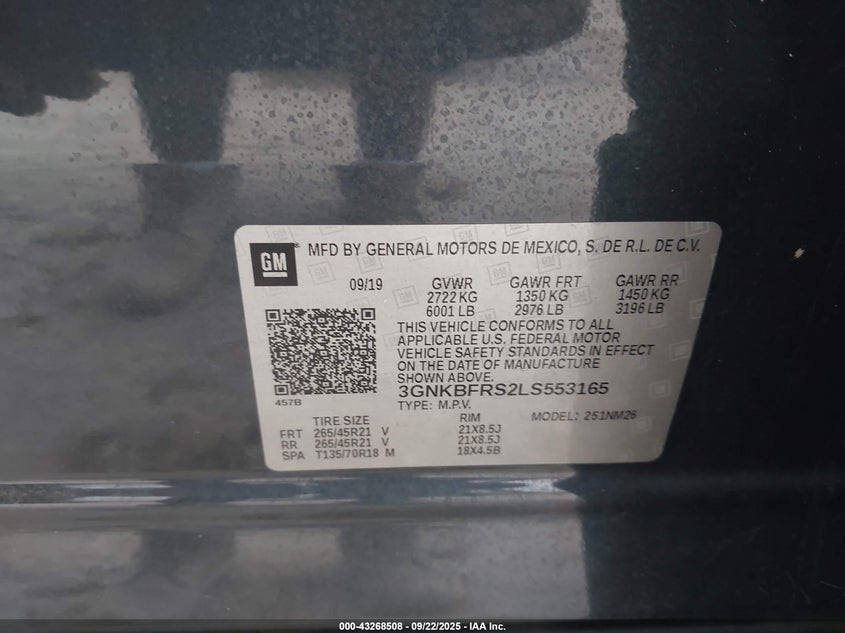 GM
MFD BY GENERAL MOTORS DE MEXICO, S. DE R.L. DE C.V.
09/19 GVWR GAWR FRT GAWR RR
2722 KG 1350 KG 1450 KG
6001 LB 2976 LB 3196 LB
THIS VEHICLE CONFORMS TO ALL
APPLICABLE U.S. FEDERAL MOTOR
VEHICLE SAFETY STANDARDS IN EFFECT
ON THE DATE OF MANUFACTURE
SHOWN ABOVE.
3GNKBFRS2LS553165
457B
TYPE: M.P.V. MODEL: 251NM26
TIRE SIZE RIM
FRT 265/45R21 V 21X8.5J
RR 265/45R21 V 21X8.5J
SPA T135/70R18 M 18X4.5B
000-43268508 - 09/22/2025 - IAA Inc.